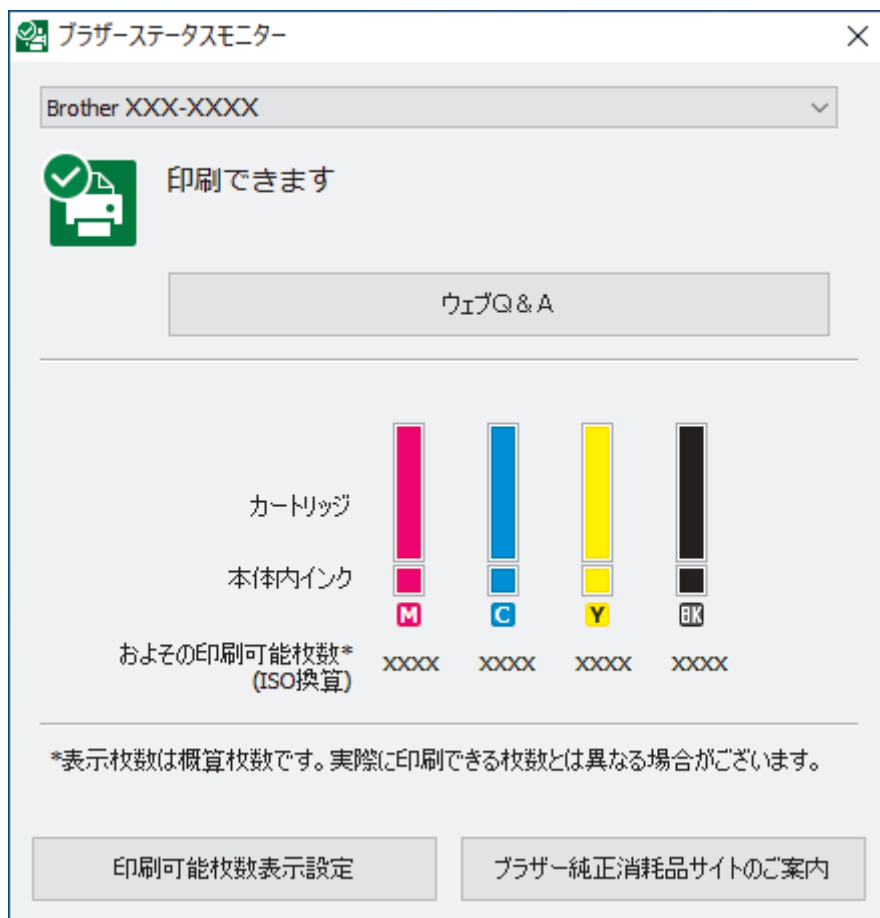 ブラザーステータスモニター
Brother XXX-XXXX
印刷できます
ウェブQ&A
カートリッジ
本体内インク
M C Y BK
およその印刷可能枚数* XXXX XXXX XXXX XXXX
(ISO換算)
*表示枚数は概算枚数です。実際に印刷できる枚数とは異なる場合がございます。
印刷可能枚数表示設定 ブラザー純正消耗品サイトのご案内